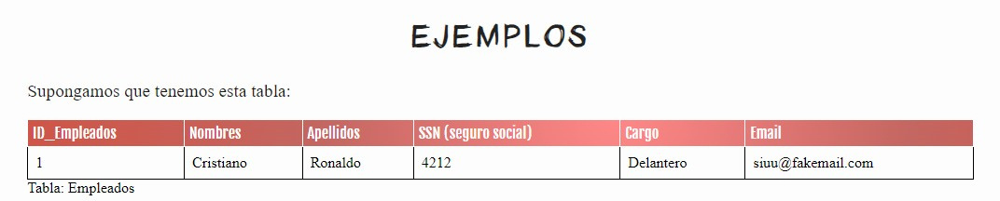 EJEMPLOS
Supongamos que tenemos esta tabla:
ID_Empleados Nombres Apellidos SSN (seguro social) Cargo Email
1 Cristiano Ronaldo 4212 Delantero siuu@fakemail.com
Tabla: Empleados